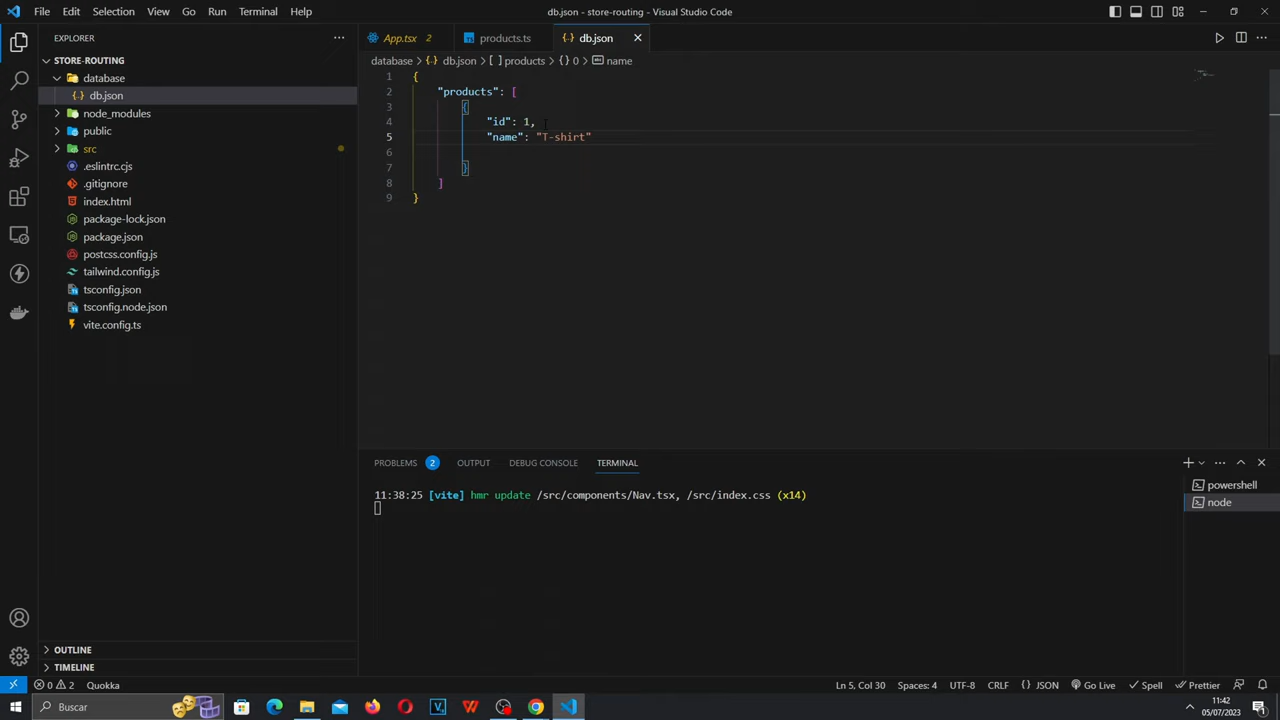 File Edit Selection View Go Run Terminal Help
db.json - store-routing - Visual Studio Code
EXPLORER
App.tsx 2
products.ts
db.json
STORE-ROUTING
database
db.json
node_modules
public
src
.eslintrc.cjs
.gitignore
index.html
package-lock.json
package.json
postcss.config.js
tailwind.config.js
tsconfig.json
tsconfig.node.json
vite.config.ts
OUTLINE
TIMELINE
database > db.json > [ ] products > {} 0 > name
1 {
2 "products": [
3 {
4 "id": 1,
5 "name": "T-shirt"
6
7 }
8 ]
9 }
PROBLEMS 2 OUTPUT DEBUG CONSOLE TERMINAL
11:38:25 [vite] hmr update /src/components/Nav.tsx, /src/index.css (x14)
powershell
node
0 2 Quokka
Ln 5, Col 30 Spaces: 4 UTF-8 CRLF {} JSON Go Live Spell Prettier
Buscar
11:42
05/07/2023
1